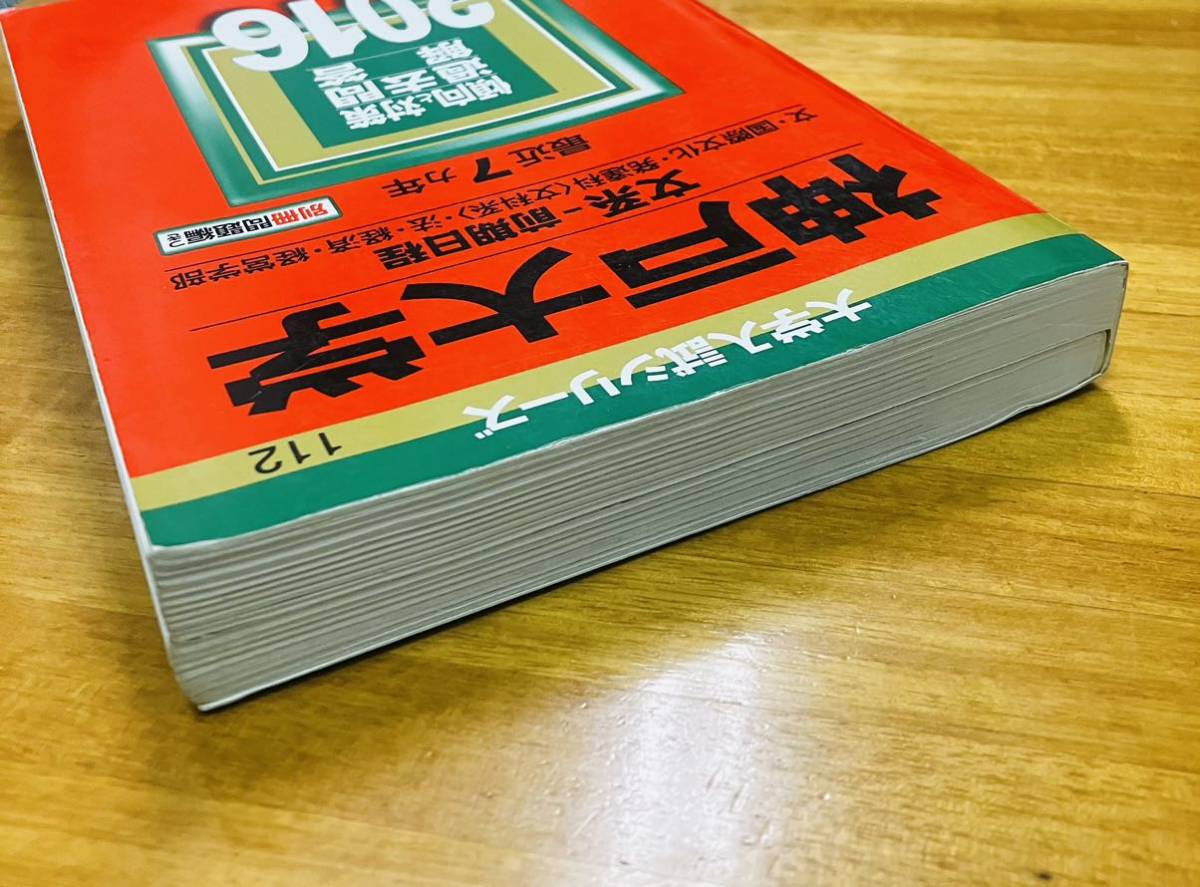 大学入試シリーズ
112
神戸大学
文系−前期日程
文・国際文化・発達科〈文科系〉・法・経済・経営学部
最近7カ年
別冊問題編つき
傾向と対策
過去問
解答
2016